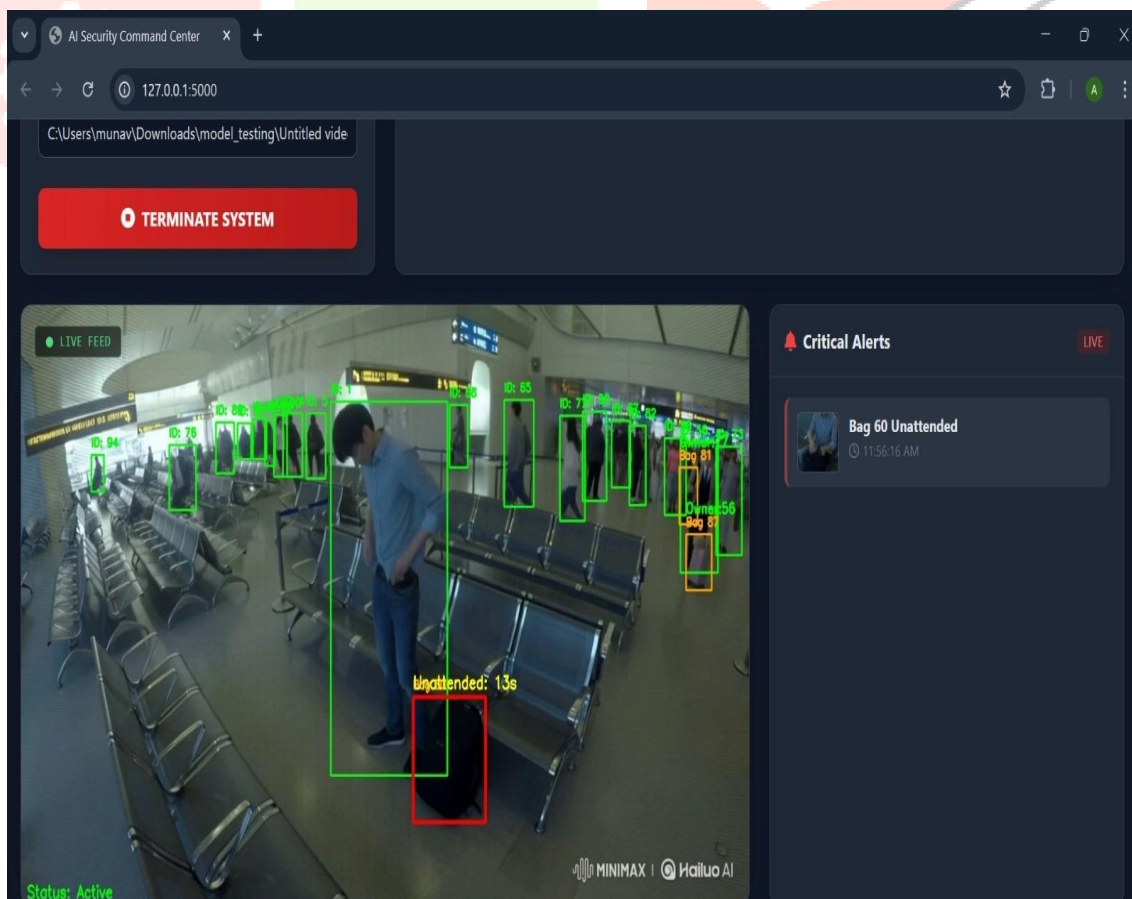 AI Security Command Center
127.0.0.1:5000
A
C:\Users\munav\Downloads\model_testing\Untitled vide
TERMINATE SYSTEM
LIVE FEED
Critical Alerts
LIVE
Bag 60 Unattended
11:56:16 AM
ID: 94
ID: 76
ID: 1
ID: 65
Bag 81
Owner:56
Bag 87
Unattended: 13s
MINIMAX | Hailuo AI
Status: Active